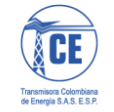 TCE
Transmisora Colombiana
de Energía S.A.S. E.S.P.